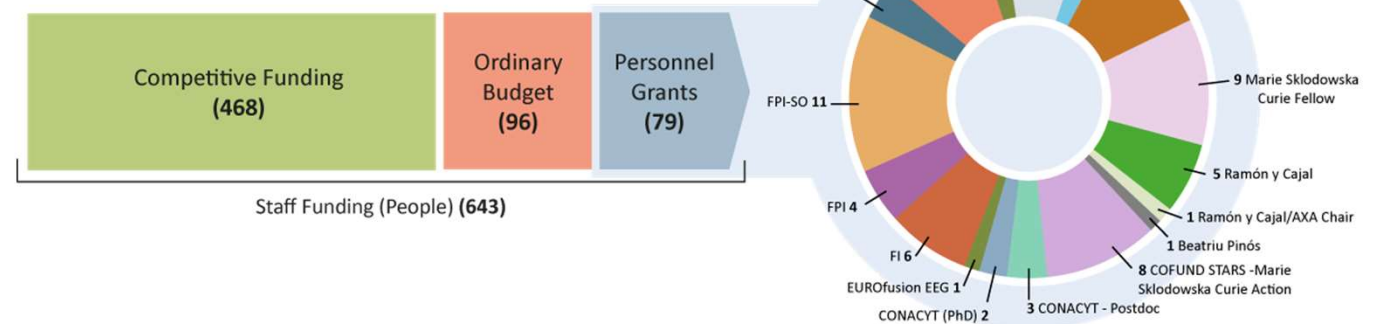 Competitive Funding
(468)
Ordinary
Budget
(96)
Personnel
Grants
(79)
Staff Funding (People) (643)
9 Marie Sklodowska
Curie Fellow
5 Ramón y Cajal
1 Ramón y Cajal/AXA Chair
1 Beatriu Pinós
8 COFUND STARS -Marie
Sklodowska Curie Action
3 CONACYT - Postdoc
CONACYT (PhD) 2
EUROfusion EEG 1
FI 6
FPI 4
FPI-SO 11